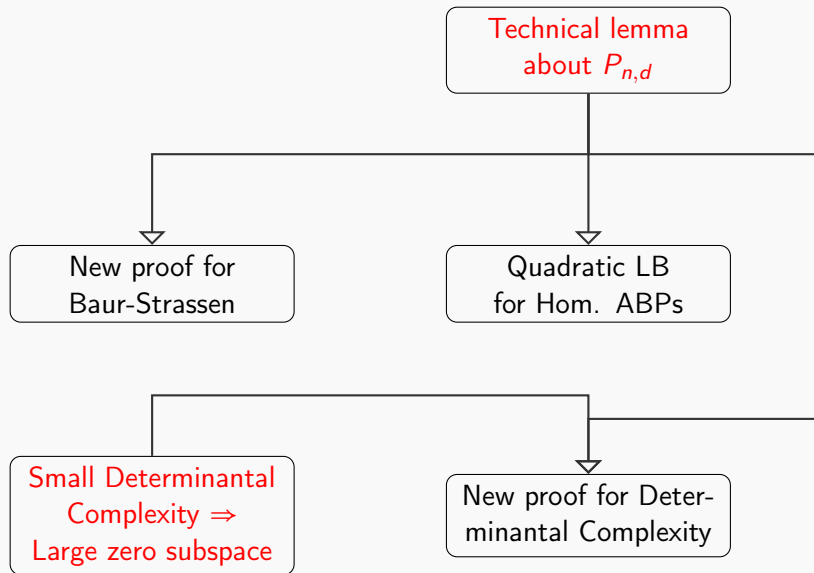 Technical lemma
about P_{n,d}
New proof for
Baur-Strassen
Quadratic LB
for Hom. ABPs
Small Determinantal
Complexity ⇒
Large zero subspace
New proof for Deter-
minantal Complexity